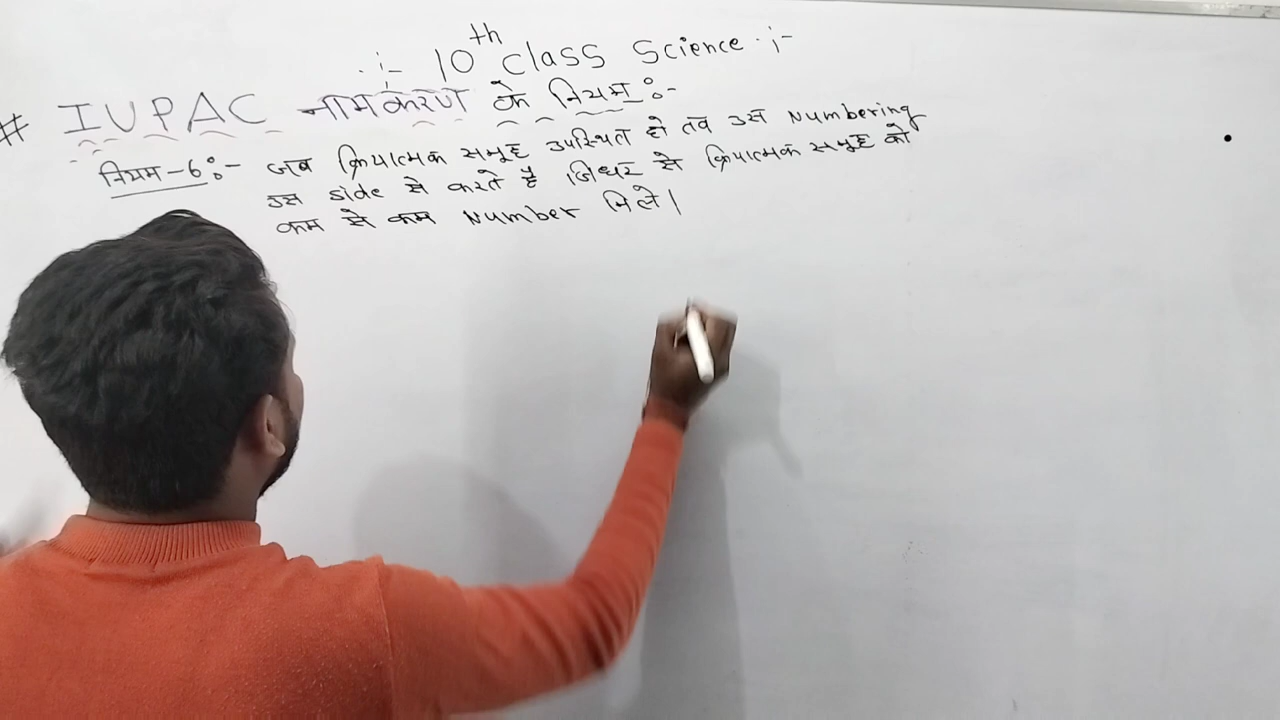 -:- 10th class Science -:-
# IUPAC नामकरण के नियम :-
नियम-6:- जब क्रियात्मक समूह उपस्थित हो तब उस Numbering
उस side से करते है जिधर से क्रियात्मक समूह को
कम से कम Number मिले।